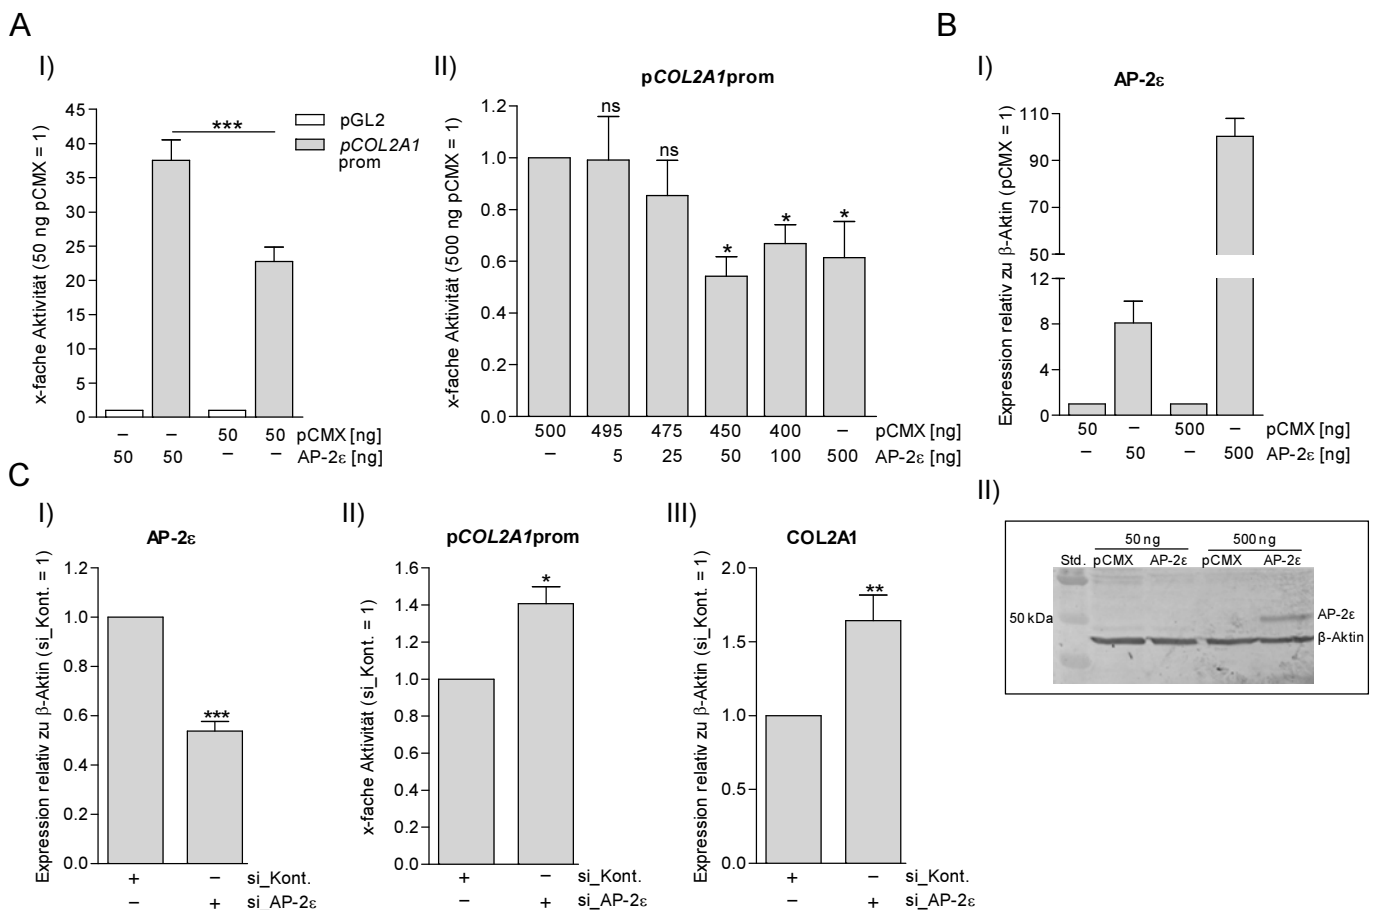 A
I)
x-fache Aktivität (50 ng pCMX = 1)
45
40
35
30
25
20
15
10
5
0
***
pGL2
pCOL2A1
prom
– – 50 50 pCMX [ng]
50 50 – – AP-2ε [ng]
II)
pCOL2A1prom
x-fache Aktivität (500 ng pCMX = 1)
1.2
1.0
0.8
0.6
0.4
0.2
0.0
ns
ns
*
*
*
500 495 475 450 400 – pCMX [ng]
– 5 25 50 100 500 AP-2ε [ng]
B
I)
AP-2ε
Expression relativ zu β-Aktin (pCMX = 1)
110
90
70
50
12
8
4
0
50 – 500 – pCMX [ng]
– 50 – 500 AP-2ε [ng]
II)
50 ng 500 ng
Std. pCMX AP-2ε pCMX AP-2ε
50 kDa
AP-2ε
β-Aktin
C
I)
AP-2ε
Expression relativ zu β-Aktin (si_Kont. = 1)
1.2
1.0
0.8
0.6
0.4
0.2
0.0
***
+ – si_Kont.
– + si_AP-2ε
II)
pCOL2A1prom
x-fache Aktivität (si_Kont. = 1)
1.6
1.4
1.2
1.0
0.8
0.6
0.4
0.2
0.0
*
+ – si_Kont.
– + si_AP-2ε
III)
COL2A1
Expression relativ zu β-Aktin (si_Kont. = 1)
2.0
1.5
1.0
0.5
0.0
**
+ – si_Kont.
– + si_AP-2ε